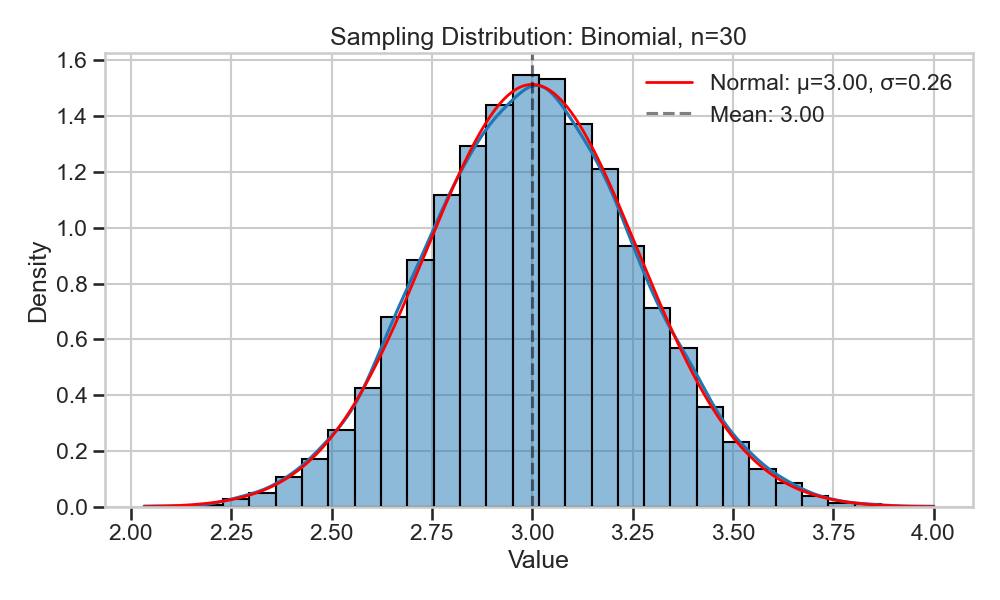 Sampling Distribution: Binomial, n=30
Normal: μ=3.00, σ=0.26
Mean: 3.00
Density
1.6
1.4
1.2
1.0
0.8
0.6
0.4
0.2
0.0
2.00 2.25 2.50 2.75 3.00 3.25 3.50 3.75 4.00
Value